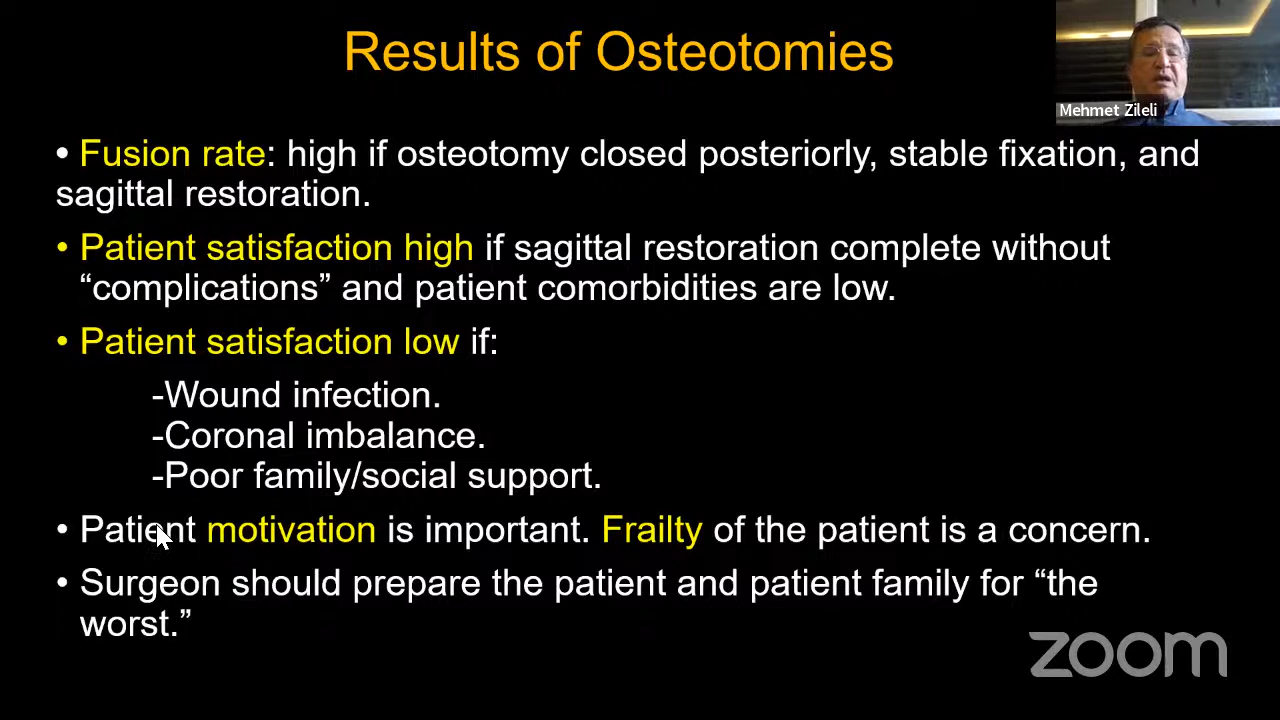 Results of Osteotomies
Mehmet Zileli
• Fusion rate: high if osteotomy closed posteriorly, stable fixation, and
sagittal restoration.
• Patient satisfaction high if sagittal restoration complete without
“complications” and patient comorbidities are low.
• Patient satisfaction low if:
-Wound infection.
-Coronal imbalance.
-Poor family/social support.
• Patient motivation is important. Frailty of the patient is a concern.
• Surgeon should prepare the patient and patient family for “the
worst.”
zoom